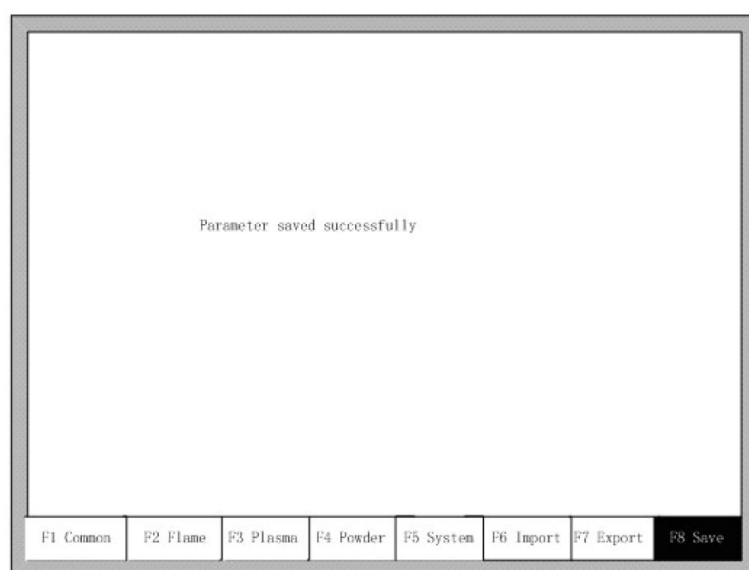 Parameter saved successfully
F1 Common F2 Flame F3 Plasma F4 Powder F5 System F6 Import F7 Export F8 Save